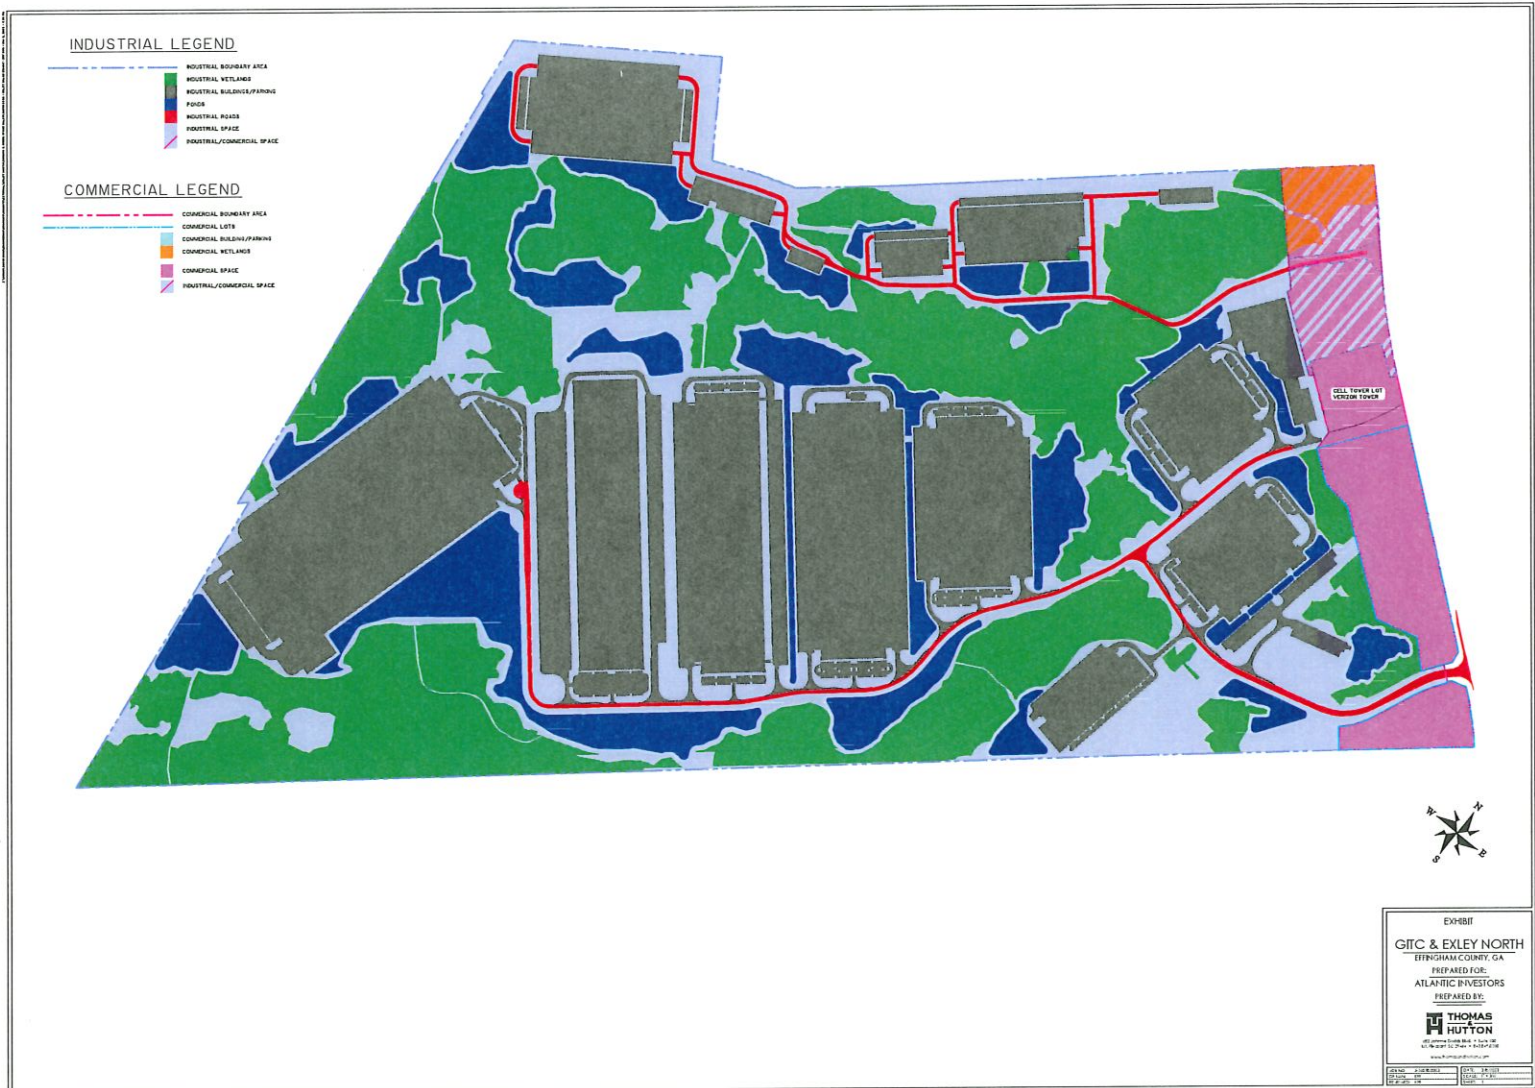 INDUSTRIAL LEGEND
INDUSTRIAL BOUNDARY AREA
INDUSTRIAL WETLANDS
INDUSTRIAL BUILDINGS/PARKING
PONDS
INDUSTRIAL ROADS
INDUSTRIAL SPACE
INDUSTRIAL/COMMERCIAL SPACE
COMMERCIAL LEGEND
COMMERCIAL BOUNDARY AREA
COMMERCIAL LOTS
COMMERCIAL BUILDING/PARKING
COMMERCIAL WETLANDS
COMMERCIAL SPACE
INDUSTRIAL/COMMERCIAL SPACE
CELL TOWER LOT
VERIZON TOWER
N
W
E
S
EXHIBIT
GITC & EXLEY NORTH
EFFINGHAM COUNTY, GA
PREPARED FOR:
ATLANTIC INVESTORS
PREPARED BY:
THOMAS
&
HUTTON